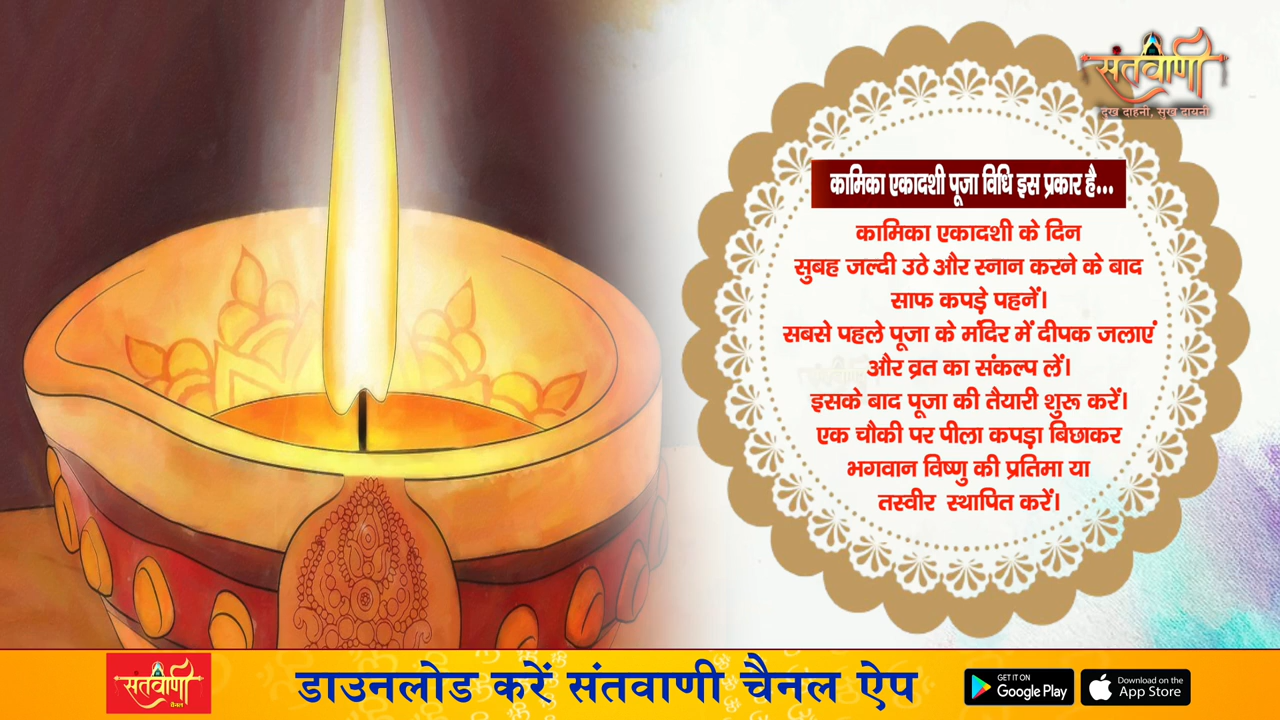 संतवाणी
दुख दाहनी, सुख दायनी
कामिका एकादशी पूजा विधि इस प्रकार है...
कामिका एकादशी के दिन
सुबह जल्दी उठे और स्नान करने के बाद
साफ कपड़े पहनें।
सबसे पहले पूजा के मंदिर में दीपक जलाएं
और व्रत का संकल्प लें।
इसके बाद पूजा की तैयारी शुरू करें।
एक चौकी पर पीला कपड़ा बिछाकर
भगवान विष्णु की प्रतिमा या
तस्वीर स्थापित करें।
संतवाणी
चैनल
डाउनलोड करें संतवाणी चैनल ऐप
GET IT ON
Google Play
Download on the
App Store